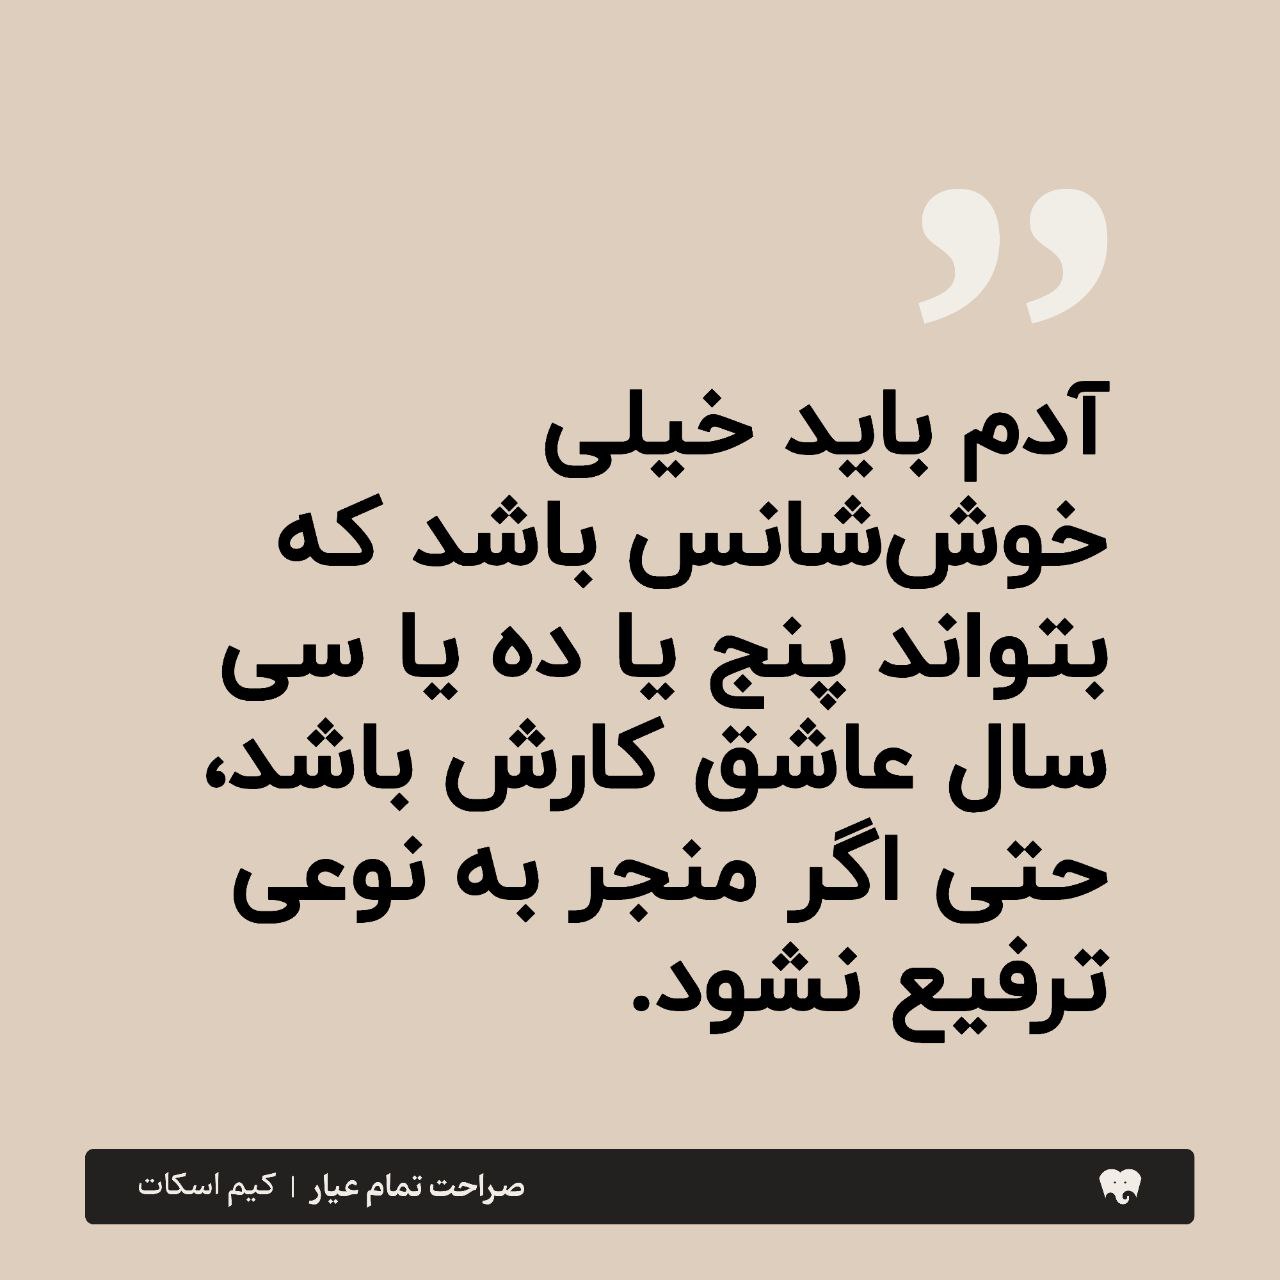 آدم باید خیلی
خوش‌شانس باشد که
بتواند پنج یا ده یا سی
سال عاشق کارش باشد،
حتی اگر منجر به نوعی
ترفیع نشود.
صراحت تمام عیار | کیم اسکات